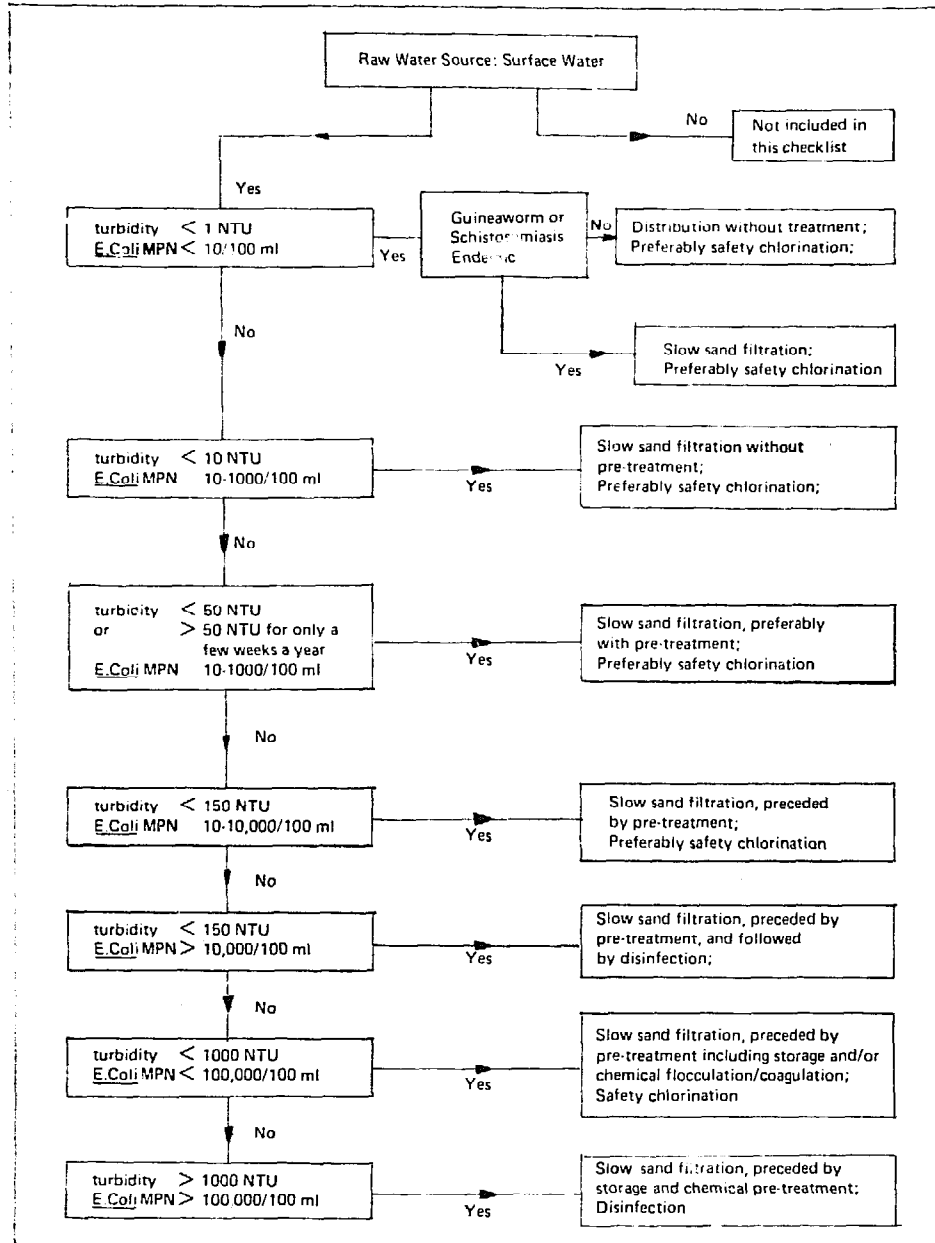 Raw Water Source: Surface Water
No
Not included in
this checklist
Yes
turbidity < 1 NTU
E.Coli MPN < 10/100 ml
Yes
Guineaworm or
Schistosomiasis
Endemic
No
Distribution without treatment;
Preferably safety chlorination;
Yes
Slow sand filtration;
Preferably safety chlorination
No
turbidity < 10 NTU
E.Coli MPN 10-1000/100 ml
Yes
Slow sand filtration without
pre-treatment;
Preferably safety chlorination;
No
turbicity < 50 NTU
or > 50 NTU for only a
few weeks a year
E.Coli MPN 10-1000/100 ml
Yes
Slow sand filtration, preferably
with pre-treatment;
Preferably safety chlorination
No
turbidity < 150 NTU
E.Coli MPN 10-10,000/100 ml
Yes
Slow sand filtration, preceded
by pre-treatment;
Preferably safety chlorination
No
turbidity < 150 NTU
E.Coli MPN > 10,000/100 ml
Yes
Slow sand filtration, preceded by
pre-treatment, and followed
by disinfection;
No
turbidity < 1000 NTU
E.Coli MPN < 100,000/100 ml
Yes
Slow sand filtration, preceded by
pre-treatment including storage and/or
chemical flocculation/coagulation;
Safety chlorination
No
turbidity > 1000 NTU
E.Coli MPN > 100,000/100 ml
Yes
Slow sand filtration, preceded by
storage and chemical pre-treatment;
Disinfection